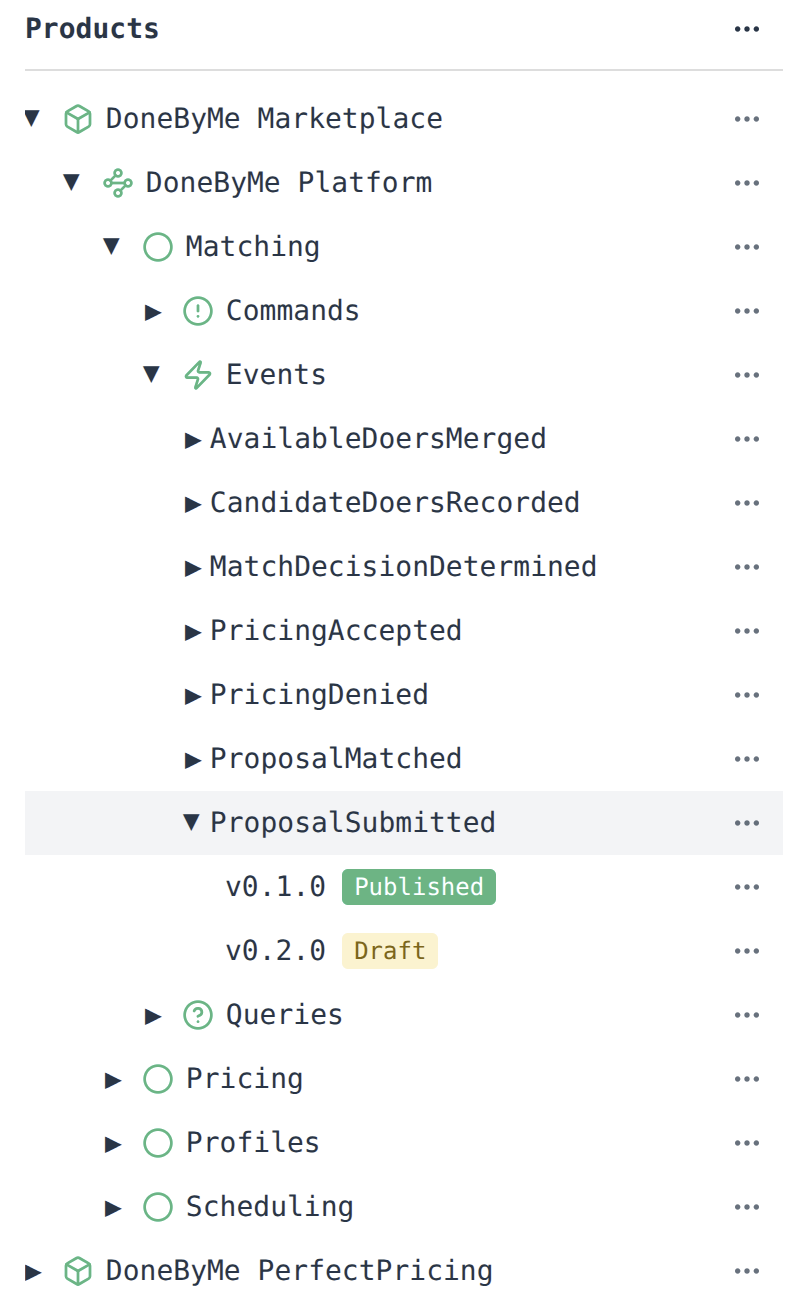 Products
DoneByMe Marketplace
DoneByMe Platform
Matching
Commands
Events
AvailableDoersMerged
CandidateDoersRecorded
MatchDecisionDetermined
PricingAccepted
PricingDenied
ProposalMatched
ProposalSubmitted
v0.1.0 Published
v0.2.0 Draft
Queries
Pricing
Profiles
Scheduling
DoneByMe PerfectPricing